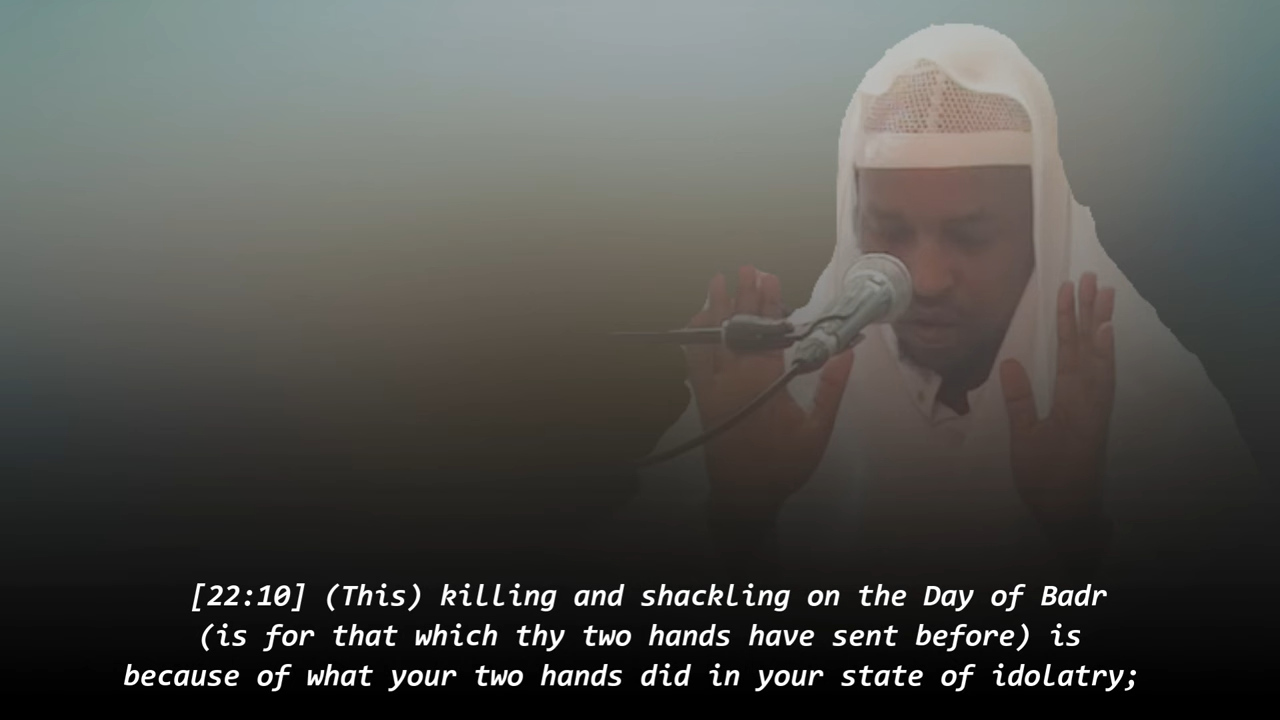 [22:10] (This) killing and shackling on the Day of Badr
(is for that which thy two hands have sent before) is
because of what your two hands did in your state of idolatry;